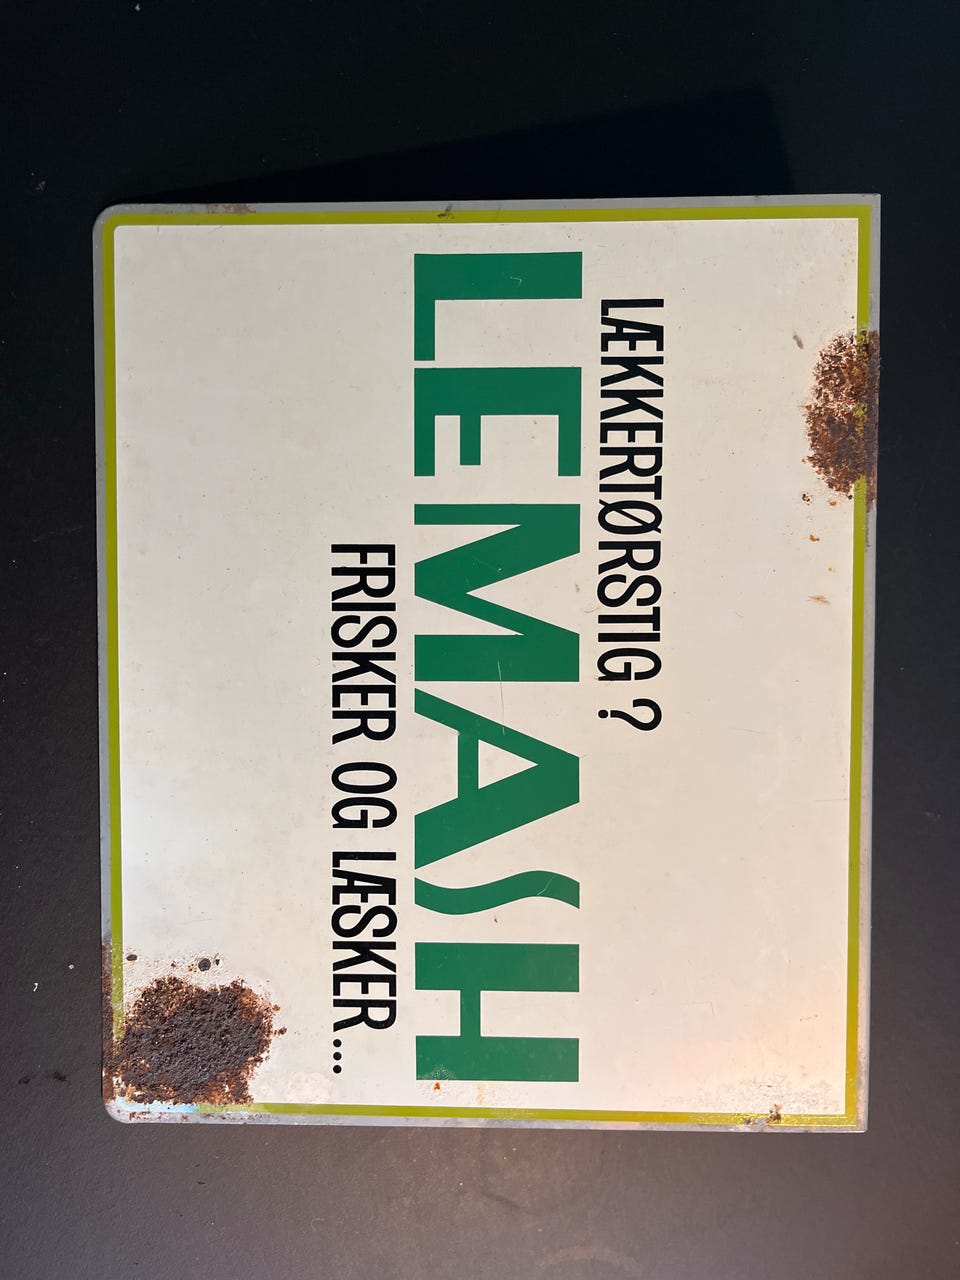 LÆKKERTØRSTIG ?
LEMASH
FRISKER OG LÆSKER...